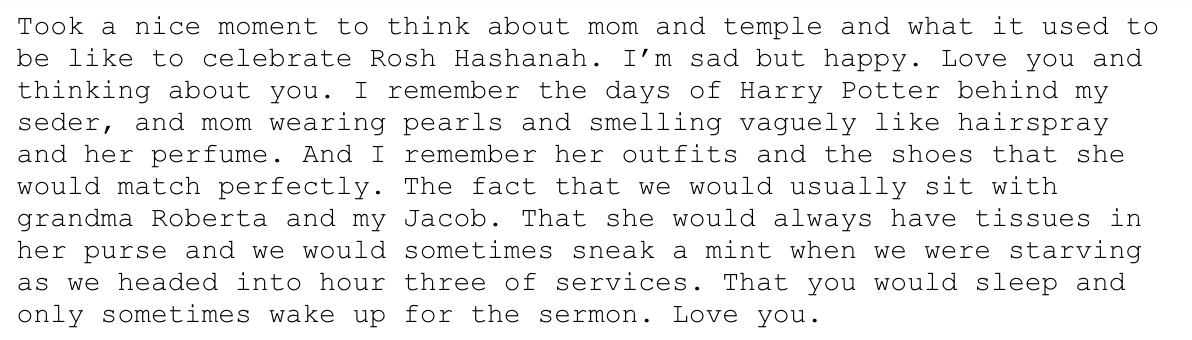 Took a nice moment to think about mom and temple and what it used to
be like to celebrate Rosh Hashanah. I’m sad but happy. Love you and
thinking about you. I remember the days of Harry Potter behind my
seder, and mom wearing pearls and smelling vaguely like hairspray
and her perfume. And I remember her outfits and the shoes that she
would match perfectly. The fact that we would usually sit with
grandma Roberta and my Jacob. That she would always have tissues in
her purse and we would sometimes sneak a mint when we were starving
as we headed into hour three of services. That you would sleep and
only sometimes wake up for the sermon. Love you.